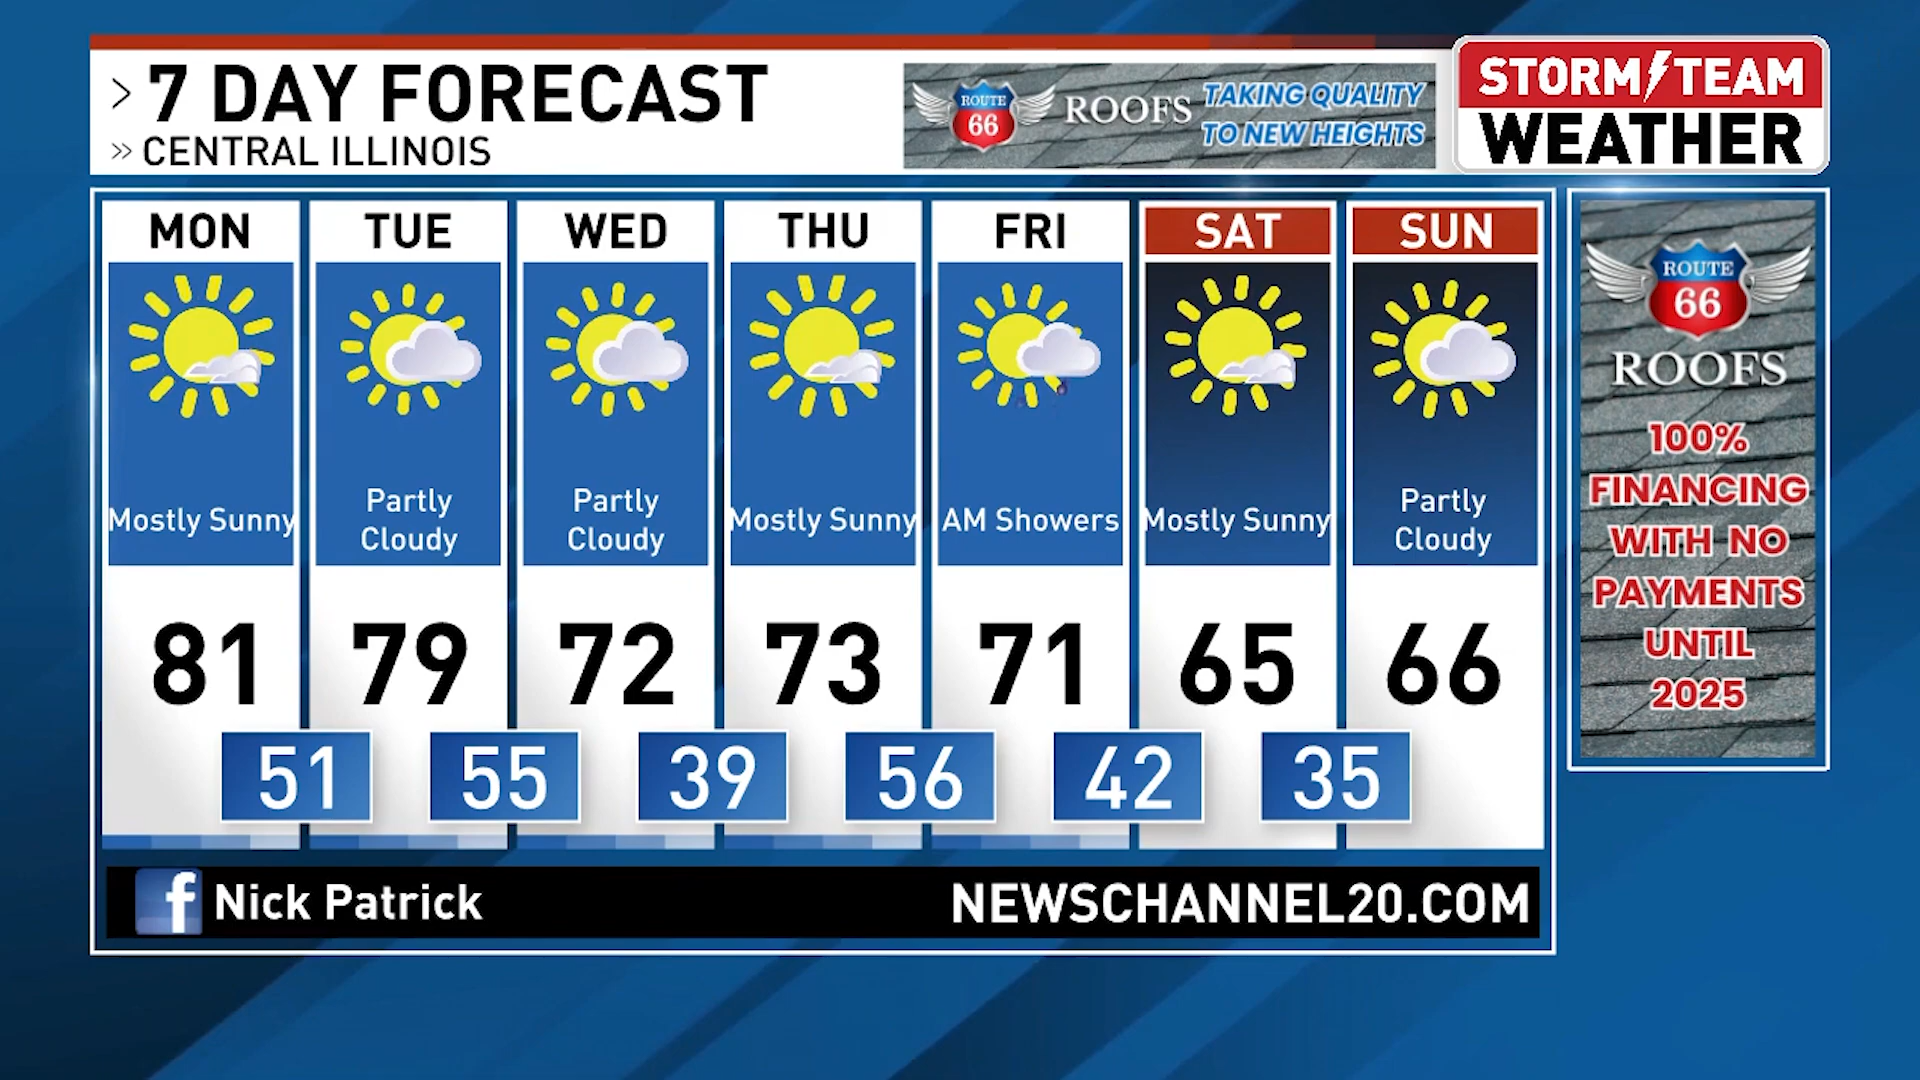 > 7 DAY FORECAST
>> CENTRAL ILLINOIS
ROUTE
66
ROOFS
TAKING QUALITY
TO NEW HEIGHTS
STORM TEAM
WEATHER
MON TUE WED THU FRI SAT SUN
Mostly Sunny
Partly
Cloudy
Partly
Cloudy
Mostly Sunny
AM Showers
Mostly Sunny
Partly
Cloudy
81 79 72 73 71 65 66
51 55 39 56 42 35
f Nick Patrick
NEWSCHANNEL20.COM
ROUTE
66
ROOFS
100%
FINANCING
WITH NO
PAYMENTS
UNTIL
2025